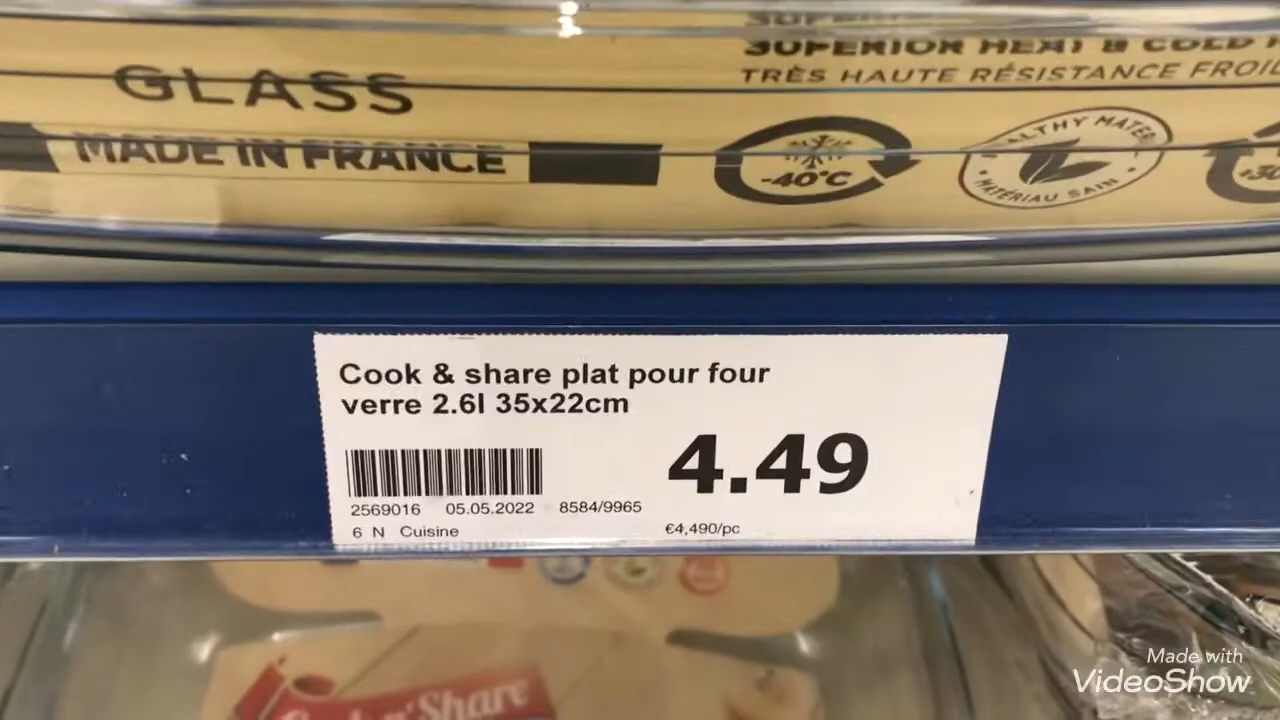 SUPERIOR HEAT & COLD
GLASS
TRÈS HAUTE RÉSISTANCE FROID
MADE IN FRANCE
-40°C
HEALTHY MATER
MATÉRIAU SAIN
Cook & share plat pour four
verre 2.6l 35x22cm
4.49
2569016 05.05.2022 8584/9965
6 N Cuisine
€4,490/pc
Share
Made with
VideoShow